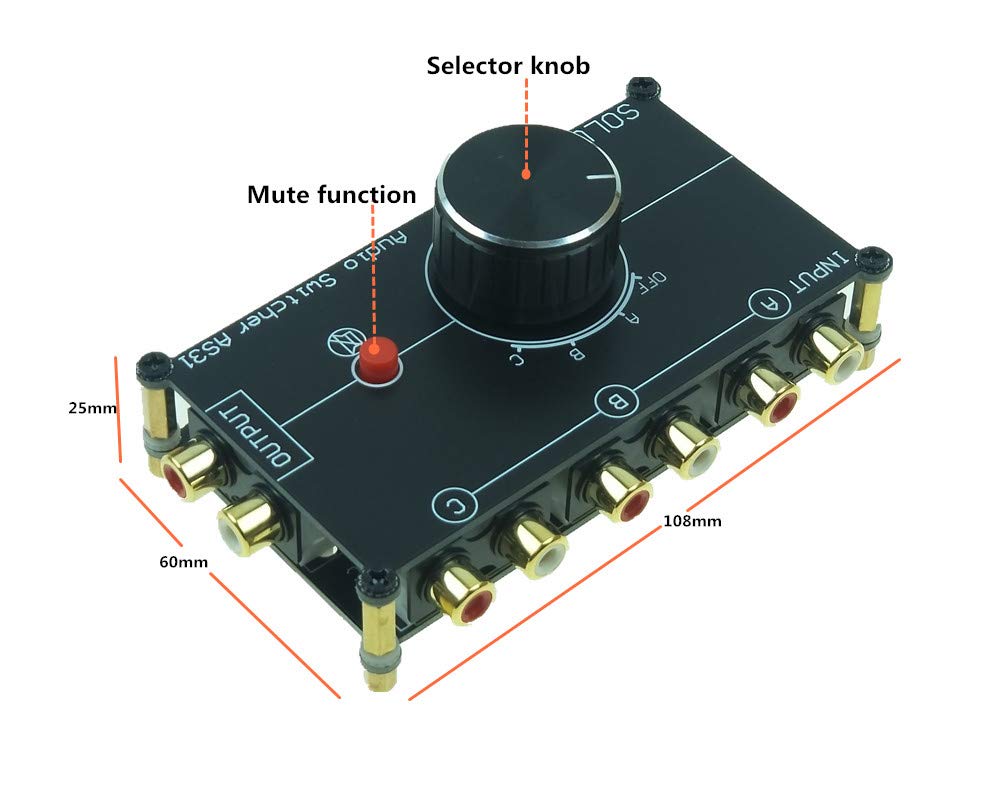 Selector knob
Mute function
Audio Switcher AS31
INPUT
OFF
A
B
C
A
B
C
OUTPUT
25mm
60mm
108mm